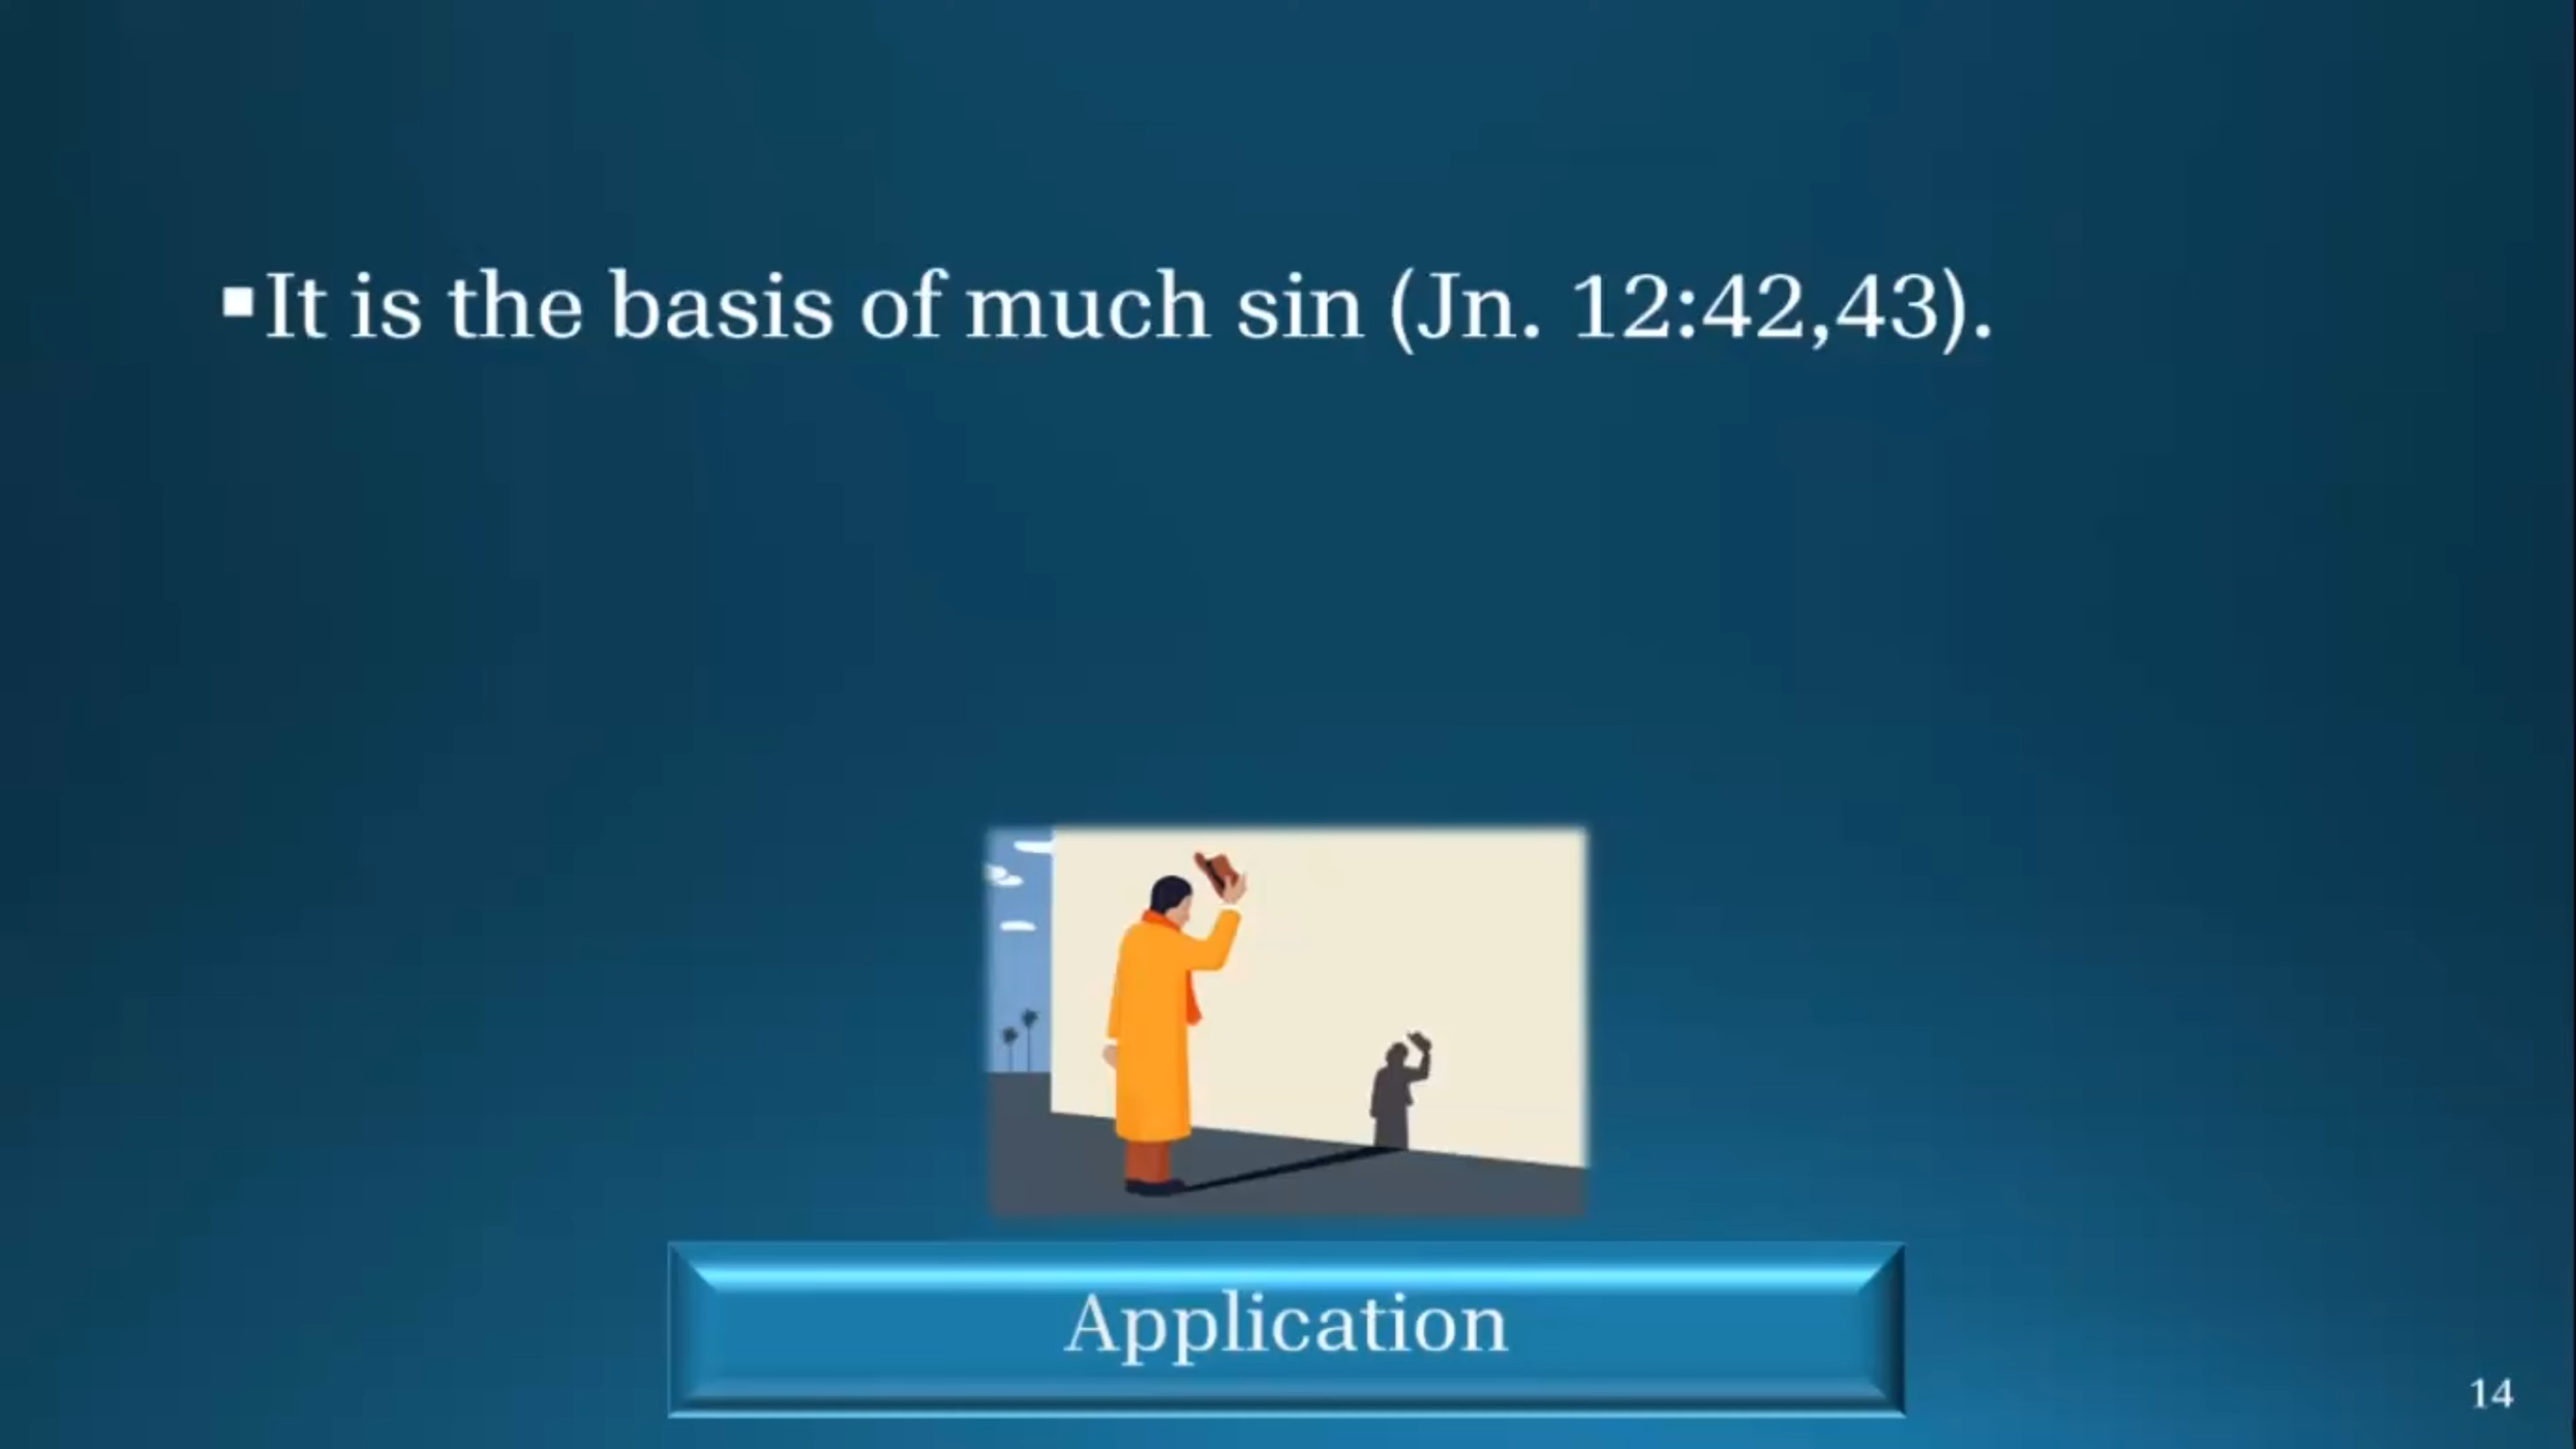 ▪It is the basis of much sin (Jn. 12:42,43).
Application
14